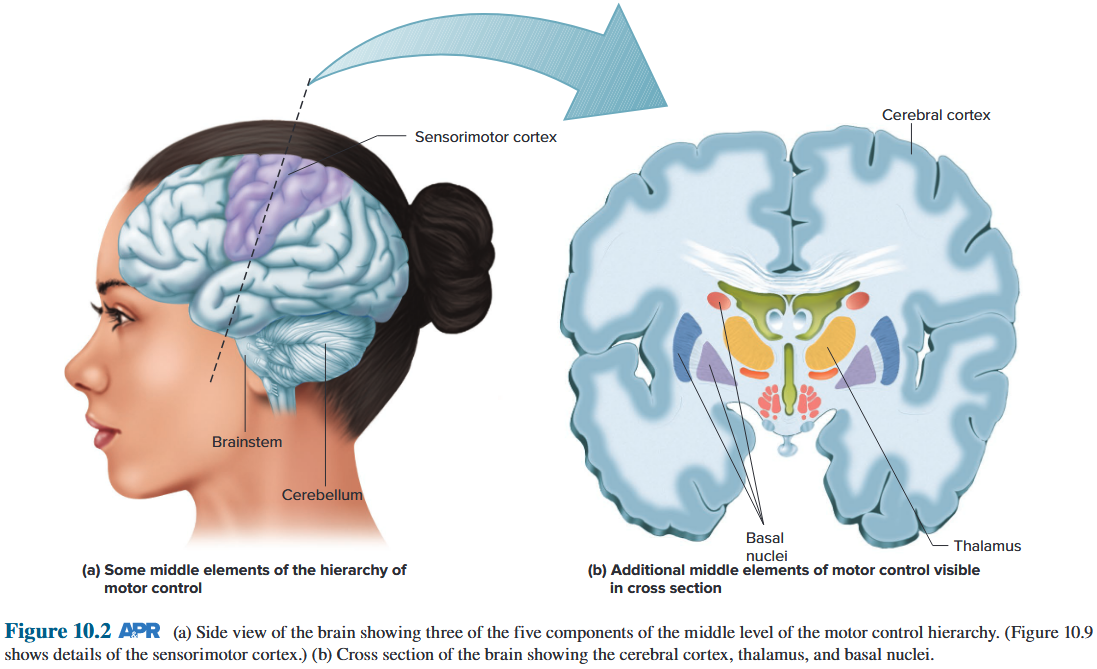 Sensorimotor cortex
Brainstem
Cerebellum
(a) Some middle elements of the hierarchy of
motor control
Cerebral cortex
Basal
nuclei
Thalamus
(b) Additional middle elements of motor control visible
in cross section
Figure 10.2 AP|R (a) Side view of the brain showing three of the five components of the middle level of the motor control hierarchy. (Figure 10.9
shows details of the sensorimotor cortex.) (b) Cross section of the brain showing the cerebral cortex, thalamus, and basal nuclei.